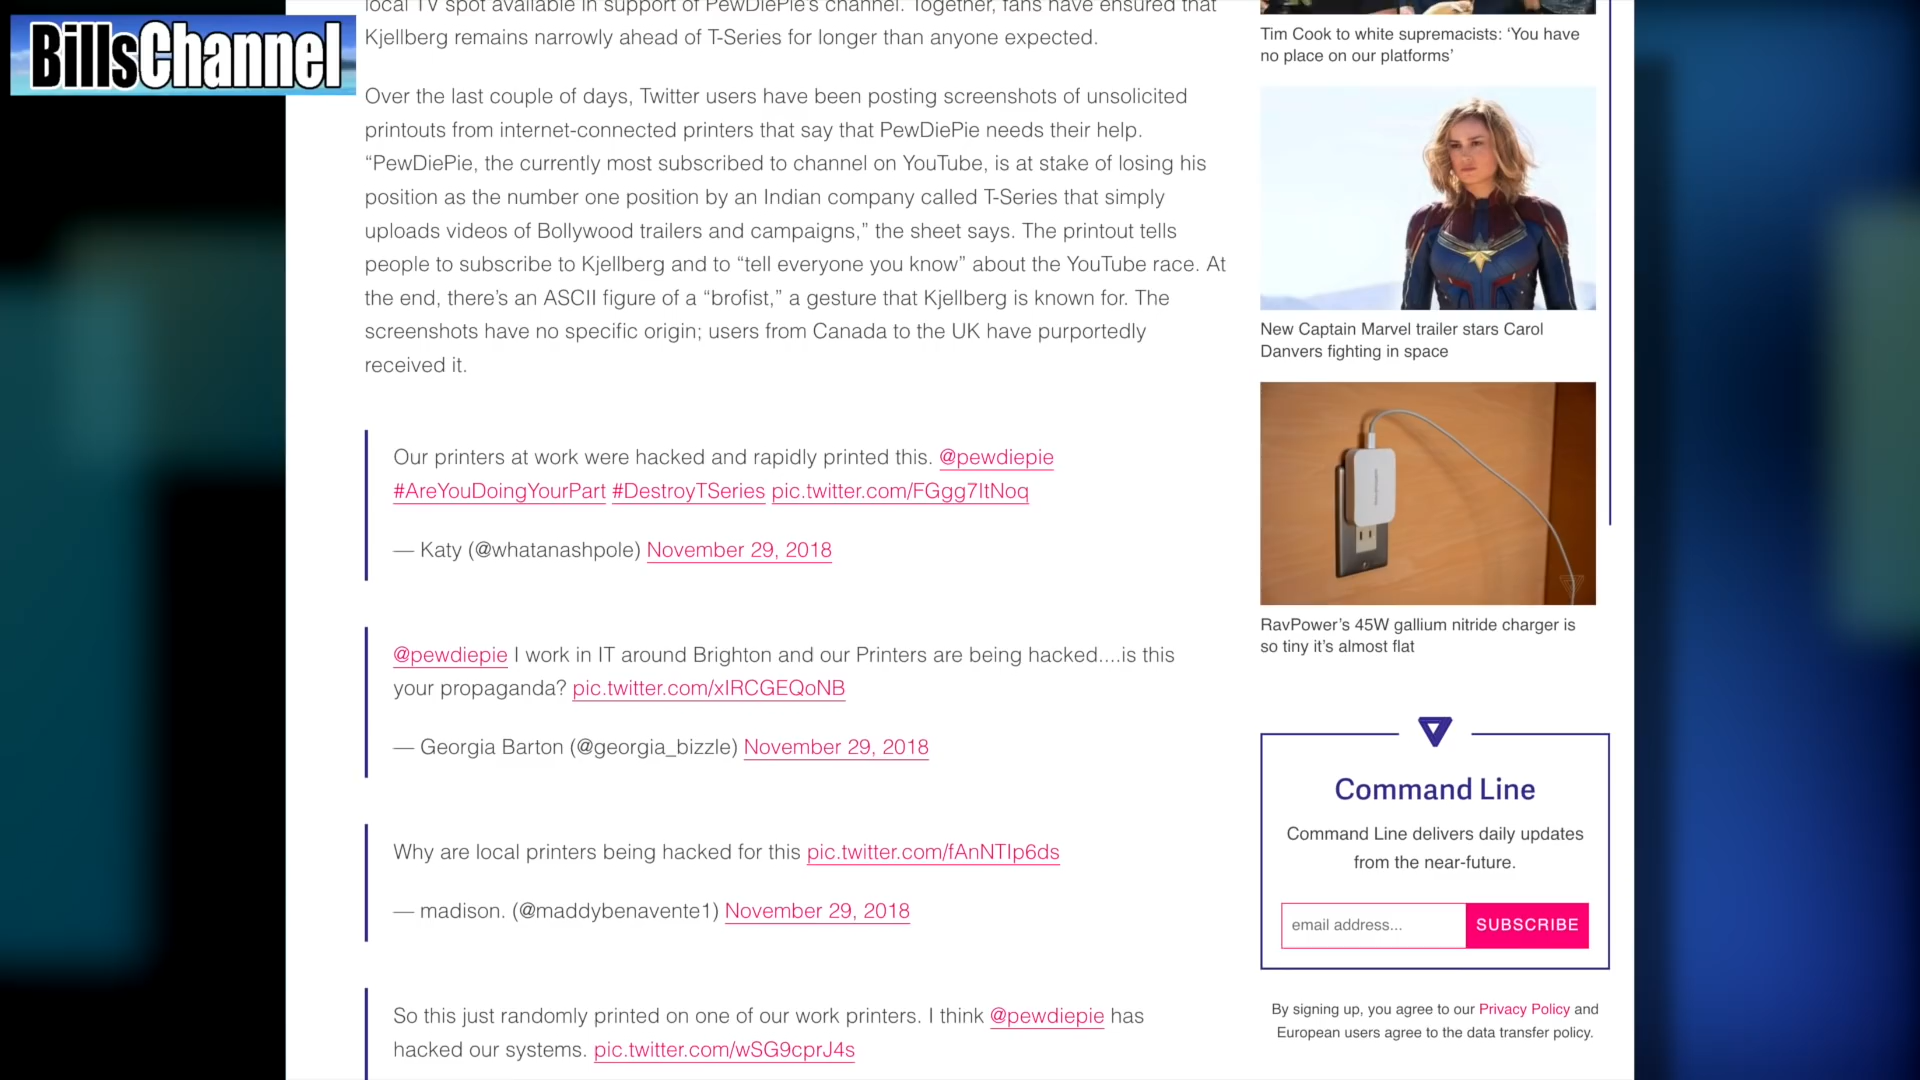 BillsChannel
local TV spot available in support of PewDiePie's channel. Together, fans have ensured that
Kjellberg remains narrowly ahead of T-Series for longer than anyone expected.
Over the last couple of days, Twitter users have been posting screenshots of unsolicited
printouts from internet-connected printers that say that PewDiePie needs their help.
“PewDiePie, the currently most subscribed to channel on YouTube, is at stake of losing his
position as the number one position by an Indian company called T-Series that simply
uploads videos of Bollywood trailers and campaigns,” the sheet says. The printout tells
people to subscribe to Kjellberg and to “tell everyone you know” about the YouTube race. At
the end, there’s an ASCII figure of a “brofist,” a gesture that Kjellberg is known for. The
screenshots have no specific origin; users from Canada to the UK have purportedly
received it.
Our printers at work were hacked and rapidly printed this. @pewdiepie
#AreYouDoingYourPart #DestroyTSeries pic.twitter.com/FGgg7ItNoq
— Katy (@whatanashpole) November 29, 2018
@pewdiepie I work in IT around Brighton and our Printers are being hacked....is this
your propaganda? pic.twitter.com/xIRCGEQoNB
— Georgia Barton (@georgia_bizzle) November 29, 2018
Why are local printers being hacked for this pic.twitter.com/fAnNTIp6ds
— madison. (@maddybenavente1) November 29, 2018
So this just randomly printed on one of our work printers. I think @pewdiepie has
hacked our systems. pic.twitter.com/wSG9cprJ4s
Tim Cook to white supremacists: ‘You have
no place on our platforms’
New Captain Marvel trailer stars Carol
Danvers fighting in space
RavPower’s 45W gallium nitride charger is
so tiny it’s almost flat
Command Line
Command Line delivers daily updates
from the near-future.
email address...
SUBSCRIBE
By signing up, you agree to our Privacy Policy and
European users agree to the data transfer policy.